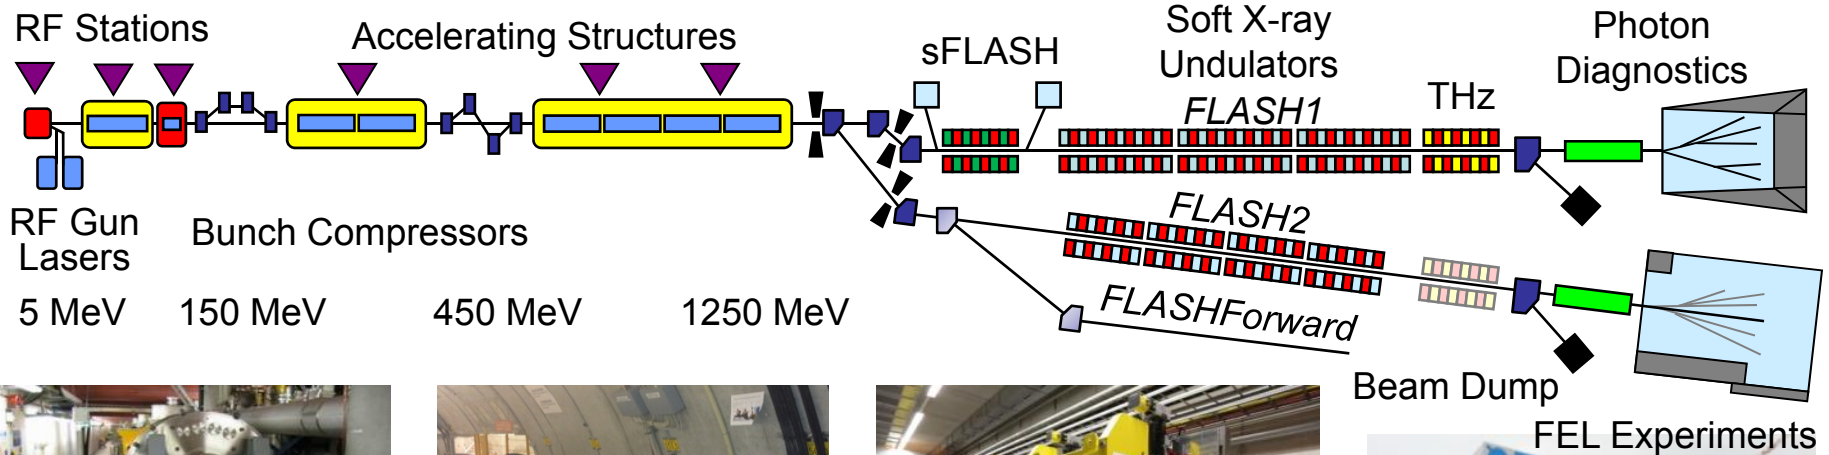 RF Stations
Accelerating Structures
sFLASH
Soft X-ray
Undulators
FLASH1
THz
Photon
Diagnostics
RF Gun
Lasers
Bunch Compressors
FLASH2
5 MeV
150 MeV
450 MeV
1250 MeV
FLASHForward
Beam Dump
FEL Experiments